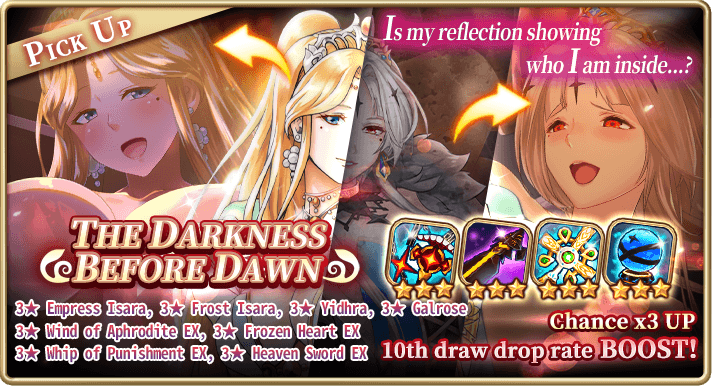 PICK UP
Is my reflection showing
who I am inside...?
THE DARKNESS
BEFORE DAWN
3★ Empress Isara, 3★ Frost Isara, 3★ Yidhra, 3★ Galrose
3★ Wind of Aphrodite EX, 3★ Frozen Heart EX
3★ Whip of Punishment EX, 3★ Heaven Sword EX
Chance x3 UP
10th draw drop rate BOOST!